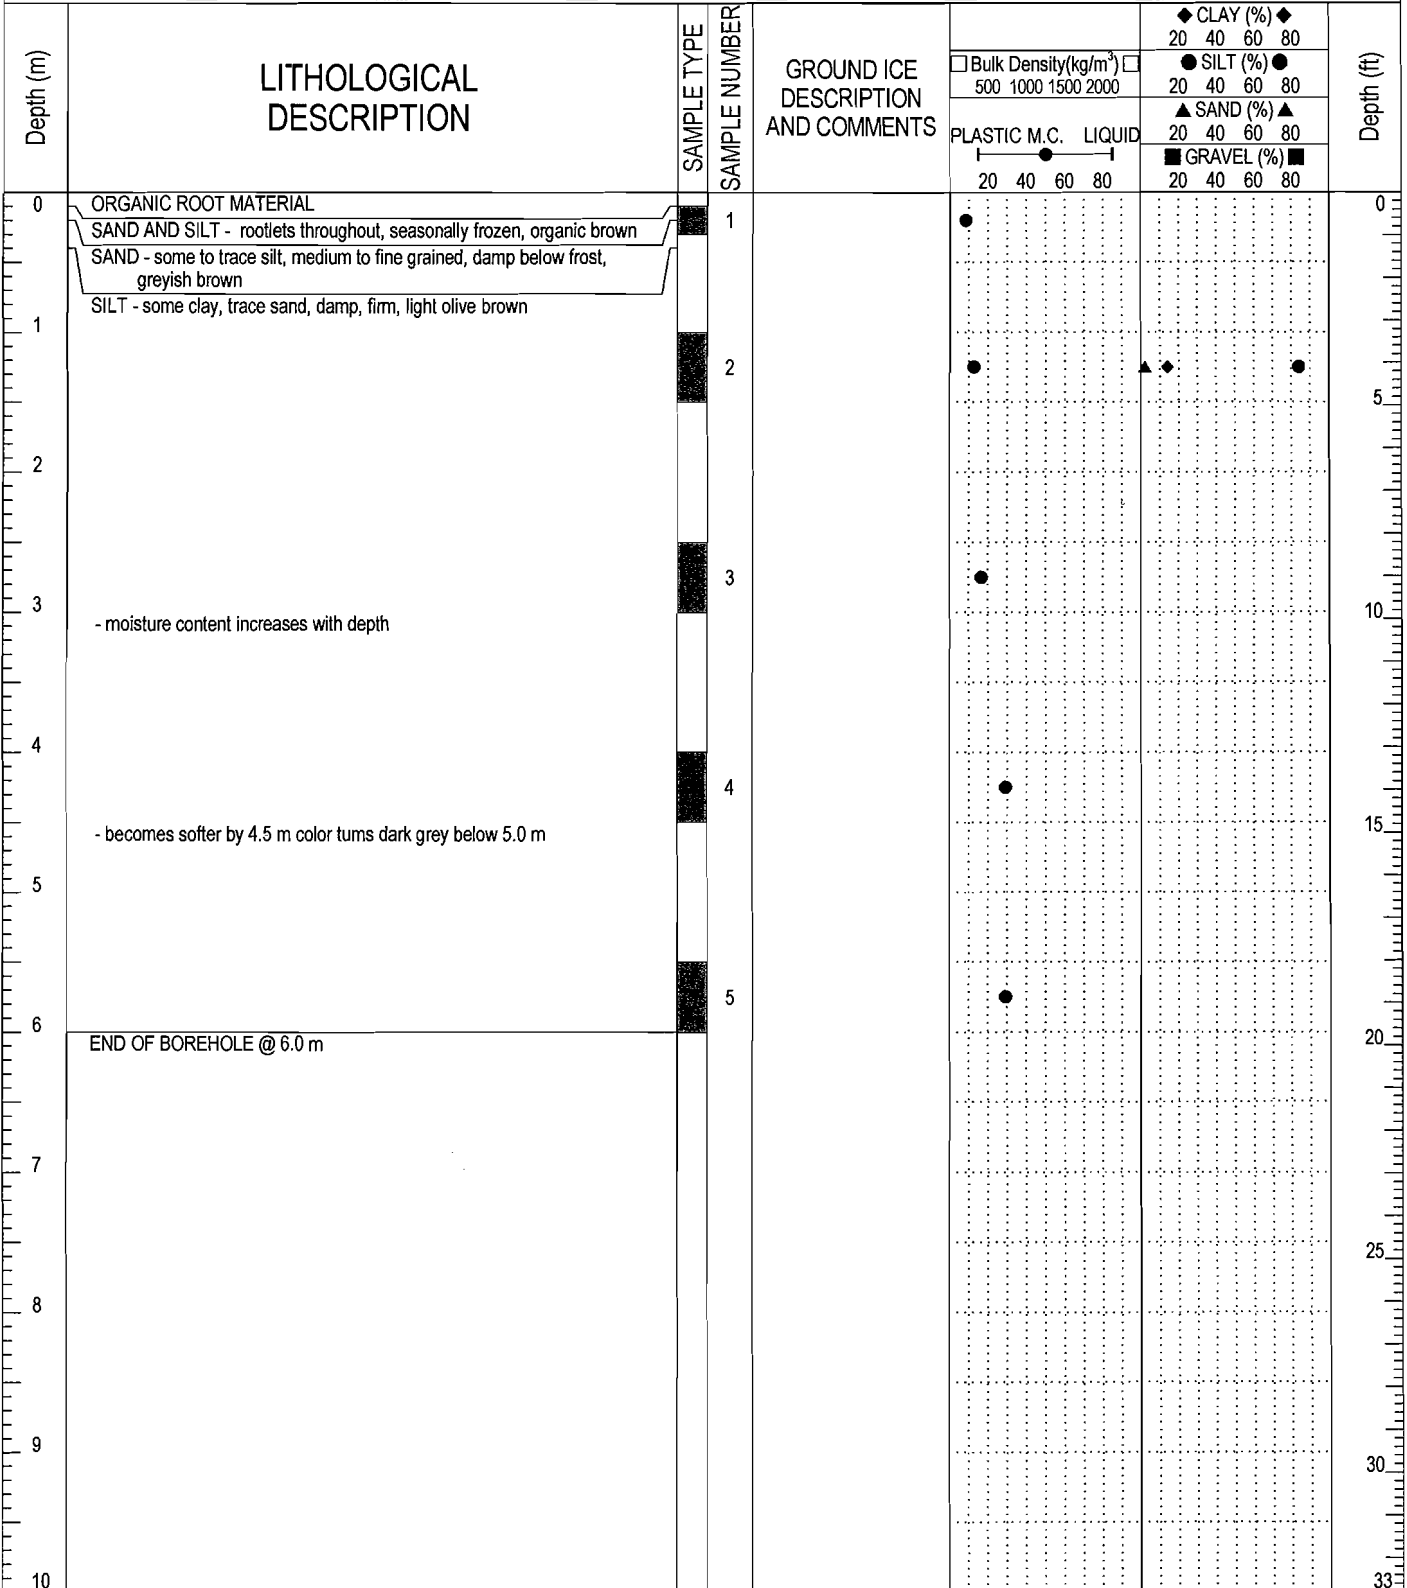 Depth (m)
LITHOLOGICAL
DESCRIPTION
SAMPLE TYPE
SAMPLE NUMBER
GROUND ICE
DESCRIPTION
AND COMMENTS
Bulk Density(kg/m³)
500 1000 1500 2000
PLASTIC M.C. LIQUID
20 40 60 80
CLAY (%)
20 40 60 80
SILT (%)
20 40 60 80
SAND (%)
20 40 60 80
GRAVEL (%)
20 40 60 80
Depth (ft)
0
ORGANIC ROOT MATERIAL
SAND AND SILT - rootlets throughout, seasonally frozen, organic brown
SAND - some to trace silt, medium to fine grained, damp below frost,
greyish brown
SILT - some clay, trace sand, damp, firm, light olive brown
- moisture content increases with depth
- becomes softer by 4.5 m color turns dark grey below 5.0 m
END OF BOREHOLE @ 6.0 m
1
2
3
4
5
6
7
8
9
10
1
2
3
4
5
0
5
10
15
20
25
30
33